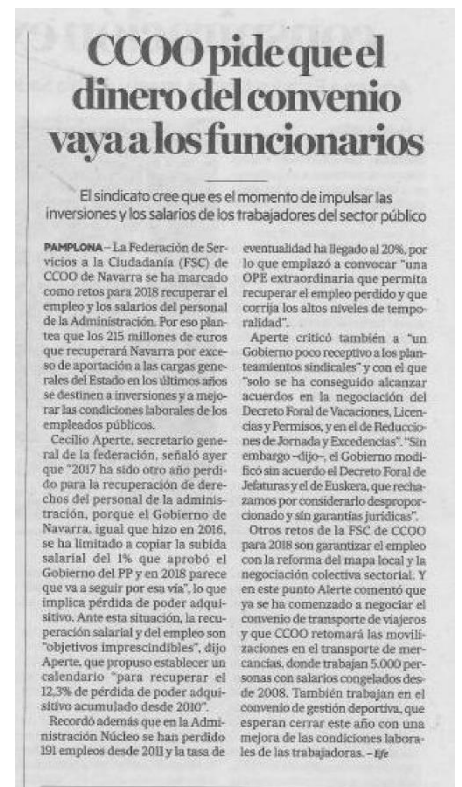 CCOO pide que el
dinero del convenio
vaya a los funcionarios
El sindicato cree que es el momento de impulsar las
inversiones y los salarios de los trabajadores del sector público
PAMPLONA – La Federación de Ser-
vicios a la Ciudadanía (FSC) de
CCOO de Navarra se ha marcado
como retos para 2018 recuperar el
empleo y los salarios del personal
de la Administración. Por eso plan-
tea que los 215 millones de euros
que recuperará Navarra por exce-
so de aportación a las cargas gene-
rales del Estado en los últimos años
se destinen a inversiones y a mejo-
rar las condiciones laborales de los
empleados públicos.
Cecilio Aperte, secretario gene-
ral de la federación, señaló ayer
que “2017 ha sido otro año perdi-
do para la recuperación de dere-
chos del personal de la adminis-
tración, porque el Gobierno de
Navarra, igual que hizo en 2016,
se ha limitado a copiar la subida
salarial del 1% que aprobó el
Gobierno del PP y en 2018 parece
que va a seguir por esa vía”, lo que
implica pérdida de poder adqui-
sitivo. Ante esta situación, la recu-
peración salarial y del empleo son
“objetivos imprescindibles”, dijo
Aperte, que propuso establecer un
calendario “para recuperar el
12,3% de pérdida de poder adqui-
sitivo acumulado desde 2010”.
Recordó además que en la Admi-
nistración Núcleo se han perdido
191 empleos desde 2011 y la tasa de
eventualidad ha llegado al 20%, por
lo que emplazó a convocar “una
OPE extraordinaria que permita
recuperar el empleo perdido y que
corrija los altos niveles de tempo-
ralidad”.
Aperte criticó también a “un
Gobierno poco receptivo a los plan-
teamientos sindicales” y con el que
“solo se ha conseguido alcanzar
acuerdos en la negociación del
Decreto Foral de Vacaciones, Licen-
cias y Permisos, y en el de Reduccio-
nes de Jornada y Excedencias”. “Sin
embargo –dijo–, el Gobierno modi-
ficó sin acuerdo el Decreto Foral de
Jefaturas y el de Euskera, que recha-
zamos por considerarlo despropor-
cionado y sin garantías jurídicas”.
Otros retos de la FSC de CCOO
para 2018 son garantizar el empleo
con la reforma del mapa local y la
negociación colectiva sectorial. Y
en este punto Alerte comentó que
ya se ha comenzado a negociar el
convenio de transporte de viajeros
y que CCOO retomará las movili-
zaciones en el transporte de mer-
cancías, donde trabajan 5.000 per-
sonas con salarios congelados des-
de 2008. También trabajan en el
convenio de gestión deportiva, que
esperan cerrar este año con una
mejora de las condiciones labora-
les de las trabajadoras. – Efe